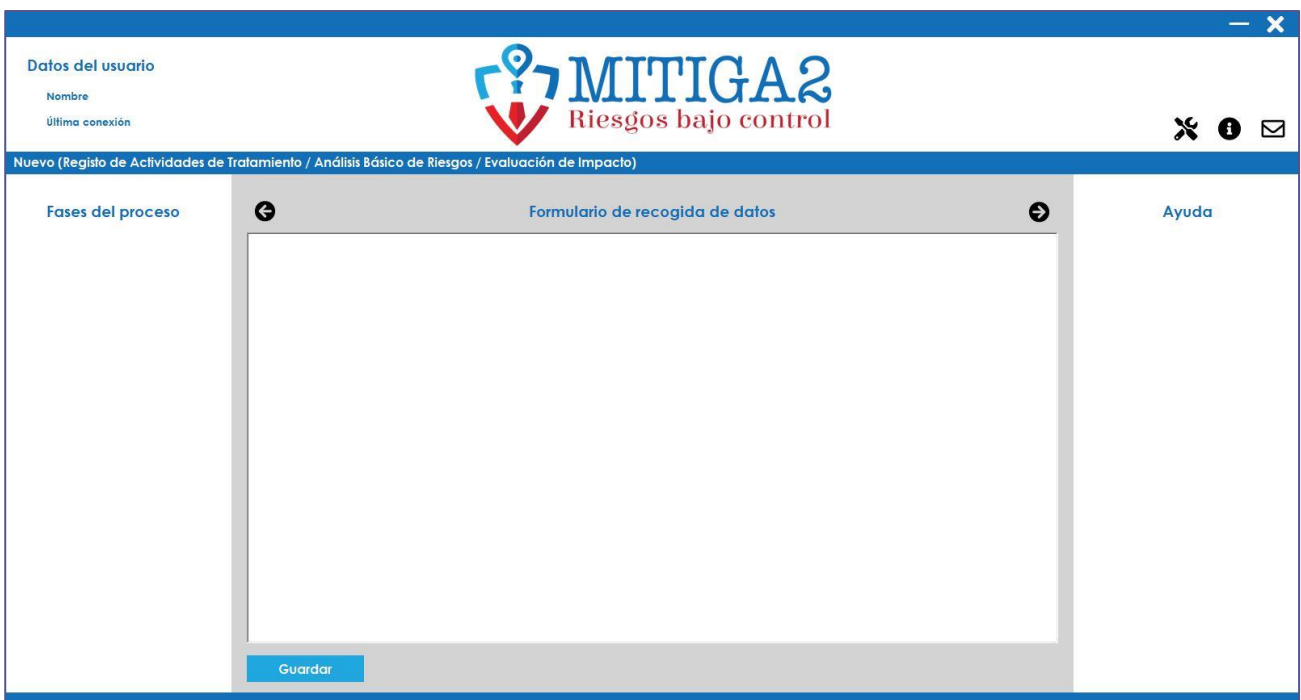 Datos del usuario
Nombre
Última conexión
MITIGA2
Riesgos bajo control
Nuevo (Registo de Actividades de Tratamiento / Análisis Básico de Riesgos / Evaluación de Impacto)
Fases del proceso
Formulario de recogida de datos
Ayuda
Guardar